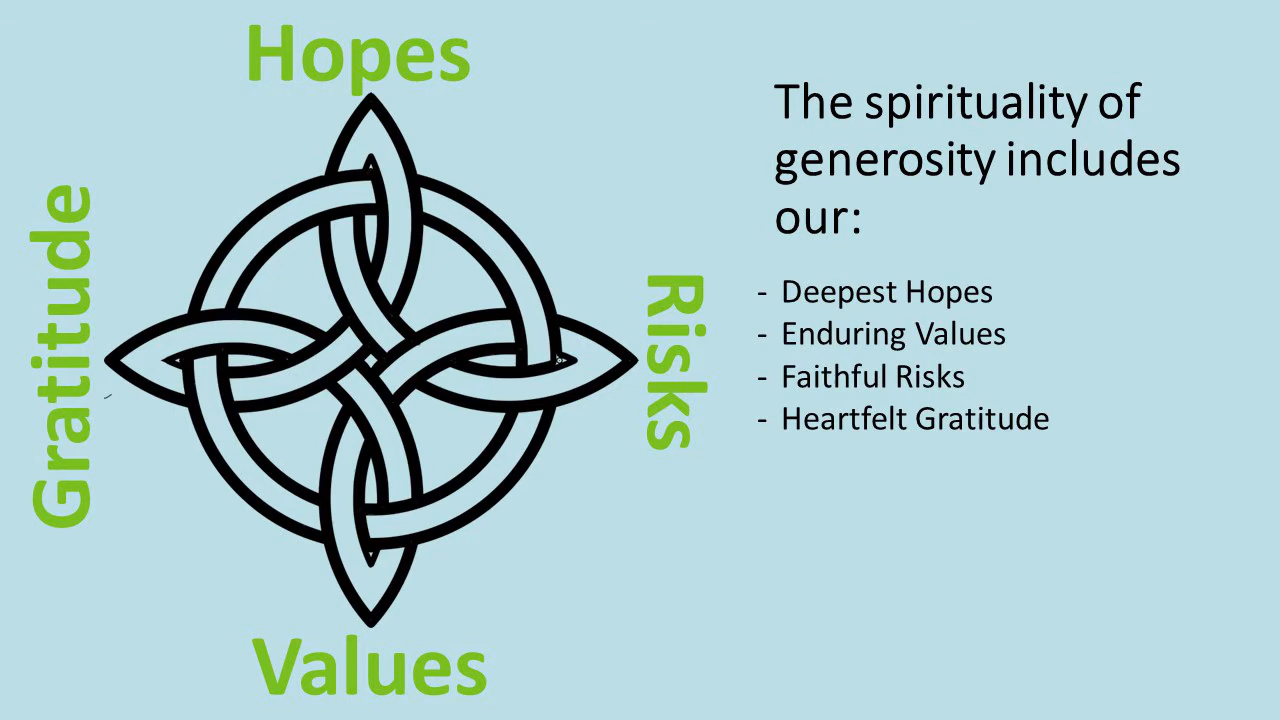 Hopes
Gratitude
Risks
Values
The spirituality of
generosity includes
our:
- Deepest Hopes
- Enduring Values
- Faithful Risks
- Heartfelt Gratitude